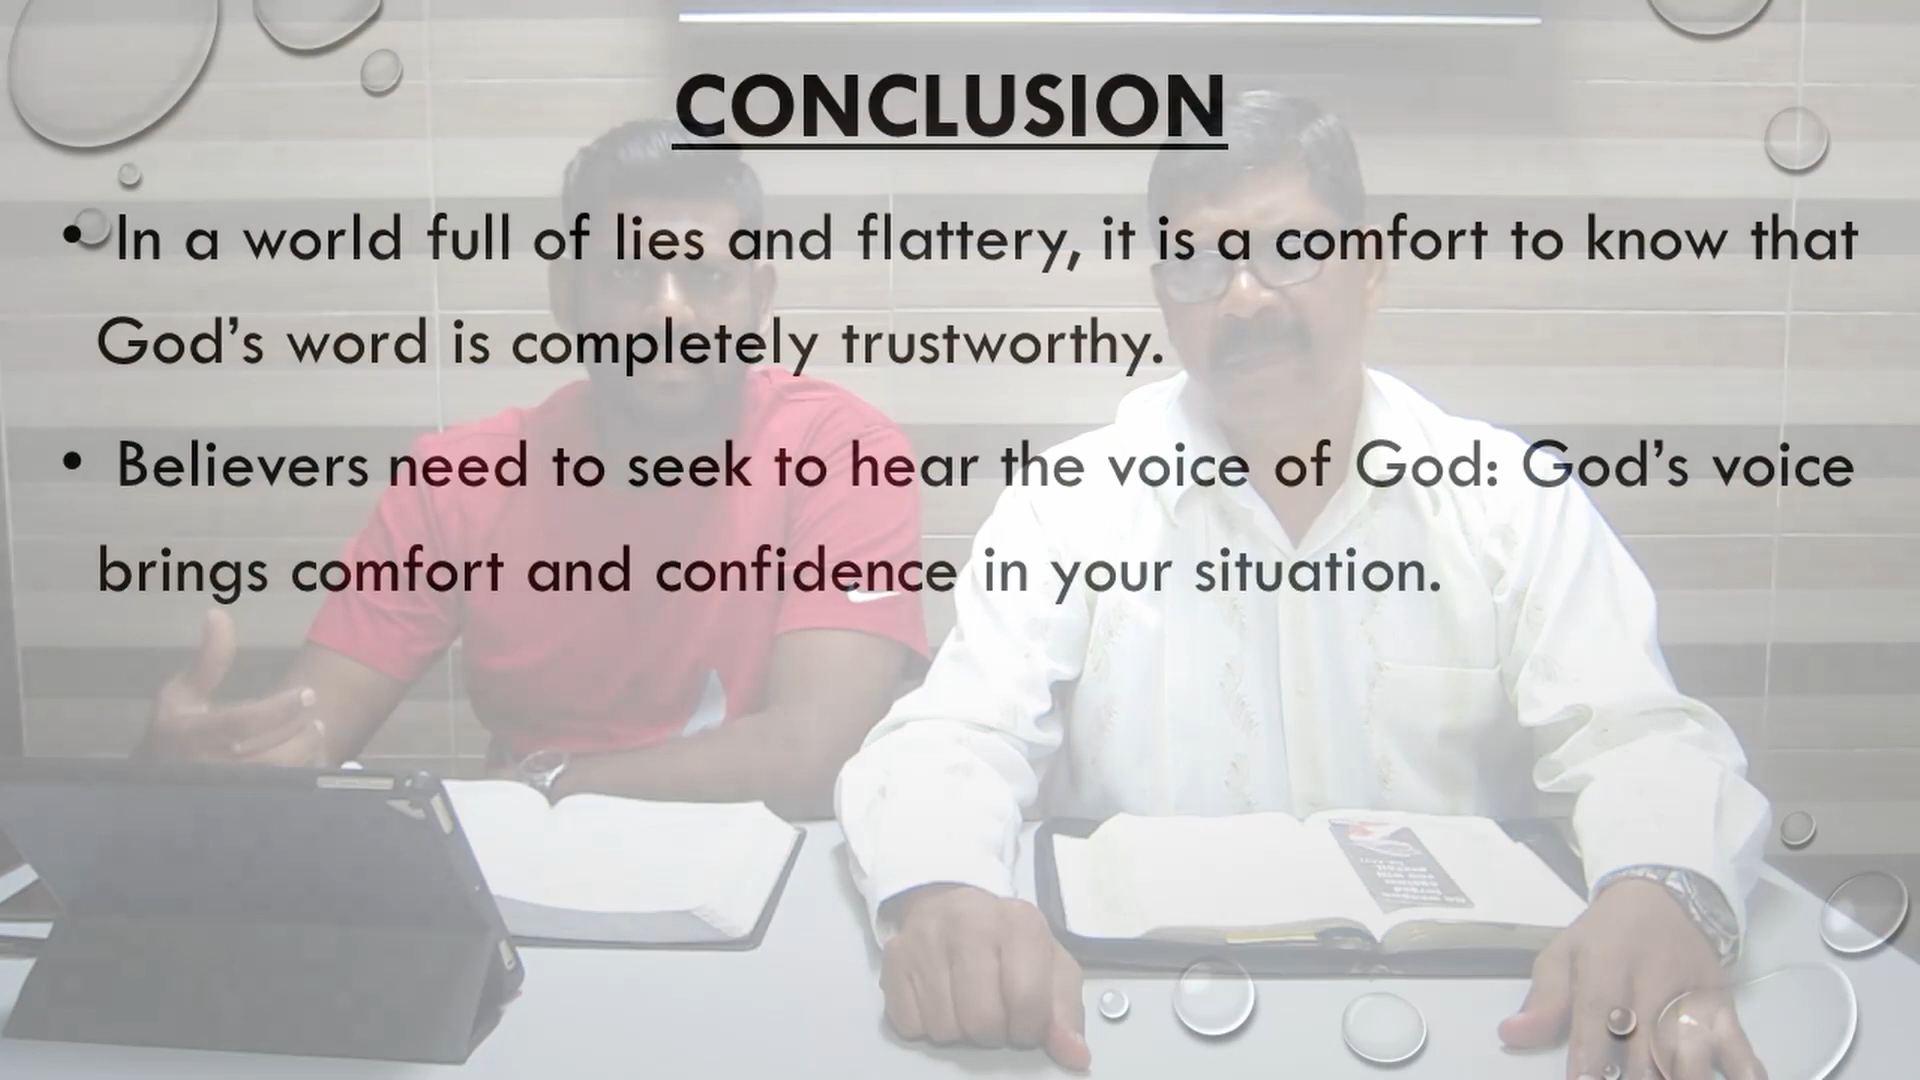 CONCLUSION
• In a world full of lies and flattery, it is a comfort to know that
God’s word is completely trustworthy.
• Believers need to seek to hear the voice of God: God’s voice
brings comfort and confidence in your situation.